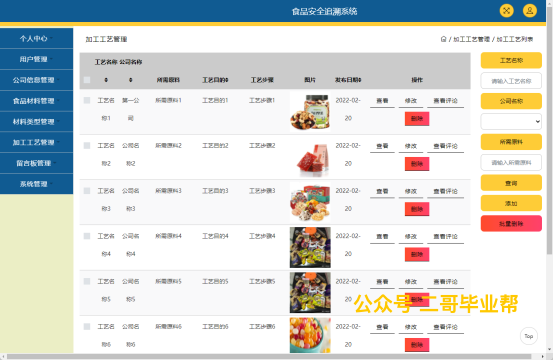 食品安全追溯系统
个人中心
用户管理
公司信息管理
食品材料管理
材料类型管理
加工工艺管理
留言板管理
系统管理
加工工艺管理
/ 加工工艺管理 / 加工工艺列表
工艺名称 公司名称 所需原料 工艺目的 工艺步骤 图片 发布日期 操作
工艺名称1 第一公司 所需原料1 工艺目的1 工艺步骤1 2022-02-20 查看 修改 查看评论 删除
工艺名称2 公司名称2 所需原料2 工艺目的2 工艺步骤2 2022-02-20 查看 修改 查看评论 删除
工艺名称3 公司名称3 所需原料3 工艺目的3 工艺步骤3 2022-02-20 查看 修改 查看评论 删除
工艺名称4 公司名称4 所需原料4 工艺目的4 工艺步骤4 2022-02-20 查看 修改 查看评论 删除
工艺名称5 公司名称5 所需原料5 工艺目的5 工艺步骤5 2022-02-20 查看 修改 查看评论 删除
工艺名称6 公司名称6 所需原料6 工艺目的6 工艺步骤6 2022-02-20 查看 修改 查看评论 删除
工艺名称
请输入工艺名称
公司名称
所需原料
请输入所需原料
查询
添加
批量删除
公众号 二哥毕业帮
Top